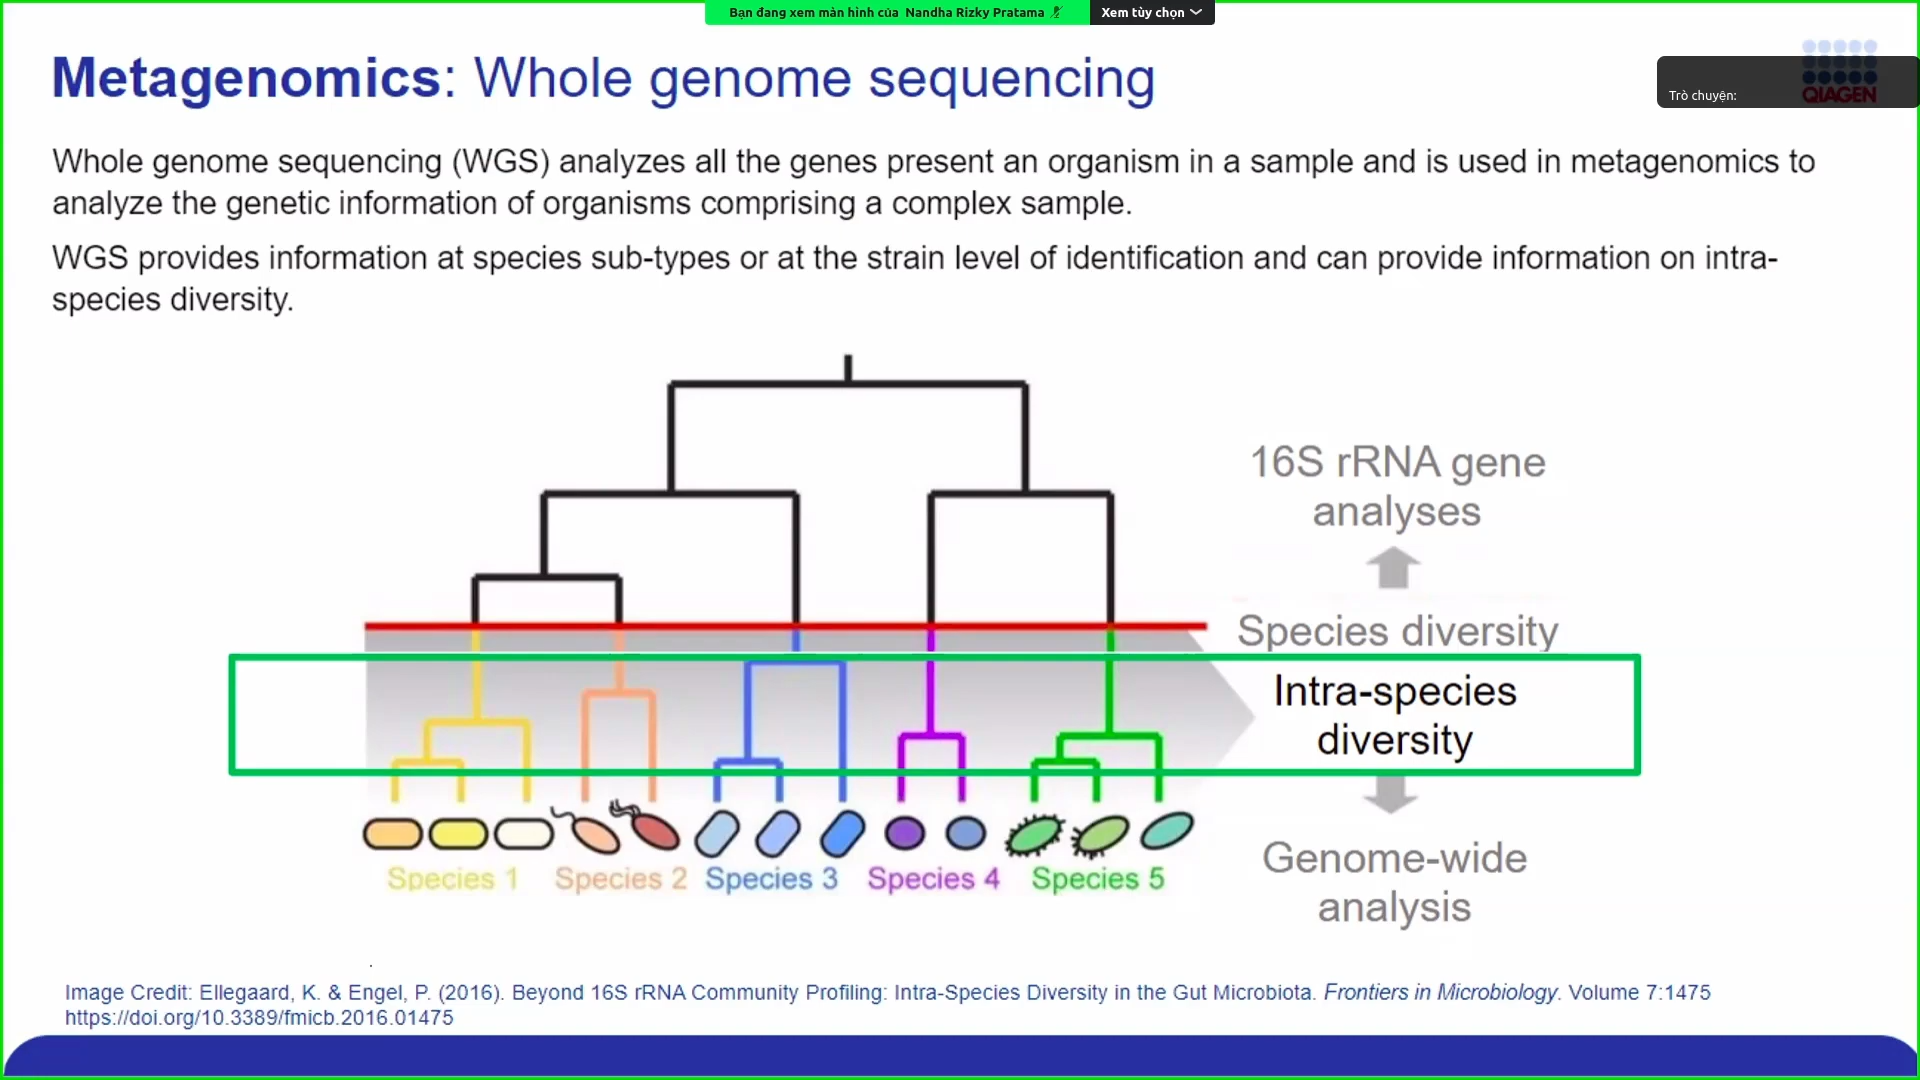 Bạn đang xem màn hình của Nandha Rizky Pratama
Xem tùy chọn
Metagenomics: Whole genome sequencing
Trò chuyện:
QIAGEN
Whole genome sequencing (WGS) analyzes all the genes present an organism in a sample and is used in metagenomics to
analyze the genetic information of organisms comprising a complex sample.
WGS provides information at species sub-types or at the strain level of identification and can provide information on intra-
species diversity.
16S rRNA gene
analyses
Species diversity
Intra-species
diversity
Genome-wide
analysis
Species 1
Species 2
Species 3
Species 4
Species 5
Image Credit: Ellegaard, K. & Engel, P. (2016). Beyond 16S rRNA Community Profiling: Intra-Species Diversity in the Gut Microbiota. Frontiers in Microbiology. Volume 7:1475
https://doi.org/10.3389/fmicb.2016.01475